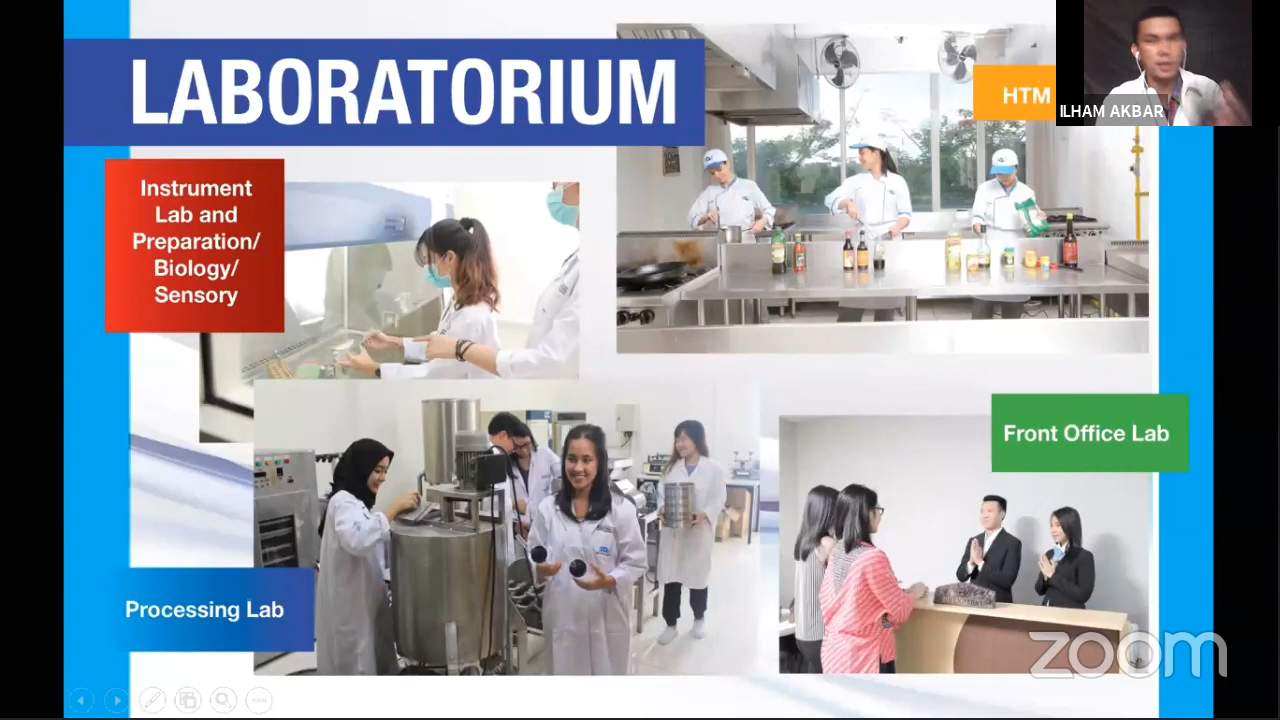 LABORATORIUM
HTM
ILHAM AKBAR
Instrument
Lab and
Preparation/
Biology/
Sensory
Front Office Lab
Processing Lab
zoom